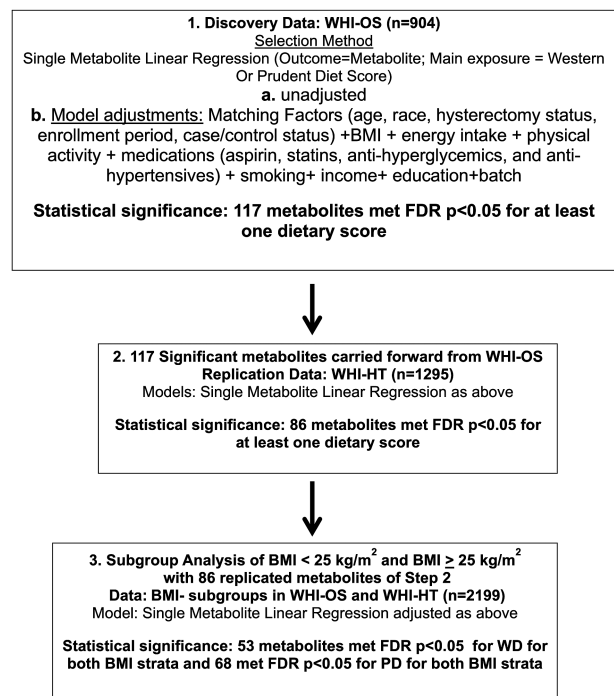 1. Discovery Data: WHI-OS (n=904)
Selection Method
Single Metabolite Linear Regression (Outcome=Metabolite; Main exposure = Western
Or Prudent Diet Score)
a. unadjusted
b. Model adjustments: Matching Factors (age, race, hysterectomy status,
enrollment period, case/control status) +BMI + energy intake + physical
activity + medications (aspirin, statins, anti-hyperglycemics, and anti-
hypertensives) + smoking+ income+ education+batch
Statistical significance: 117 metabolites met FDR p<0.05 for at least
one dietary score
2. 117 Significant metabolites carried forward from WHI-OS
Replication Data: WHI-HT (n=1295)
Models: Single Metabolite Linear Regression as above
Statistical significance: 86 metabolites met FDR p<0.05 for
at least one dietary score
3. Subgroup Analysis of BMI < 25 kg/m² and BMI ≥ 25 kg/m²
with 86 replicated metabolites of Step 2
Data: BMI- subgroups in WHI-OS and WHI-HT (n=2199)
Model: Single Metabolite Linear Regression adjusted as above
Statistical significance: 53 metabolites met FDR p<0.05 for WD for
both BMI strata and 68 met FDR p<0.05 for PD for both BMI strata